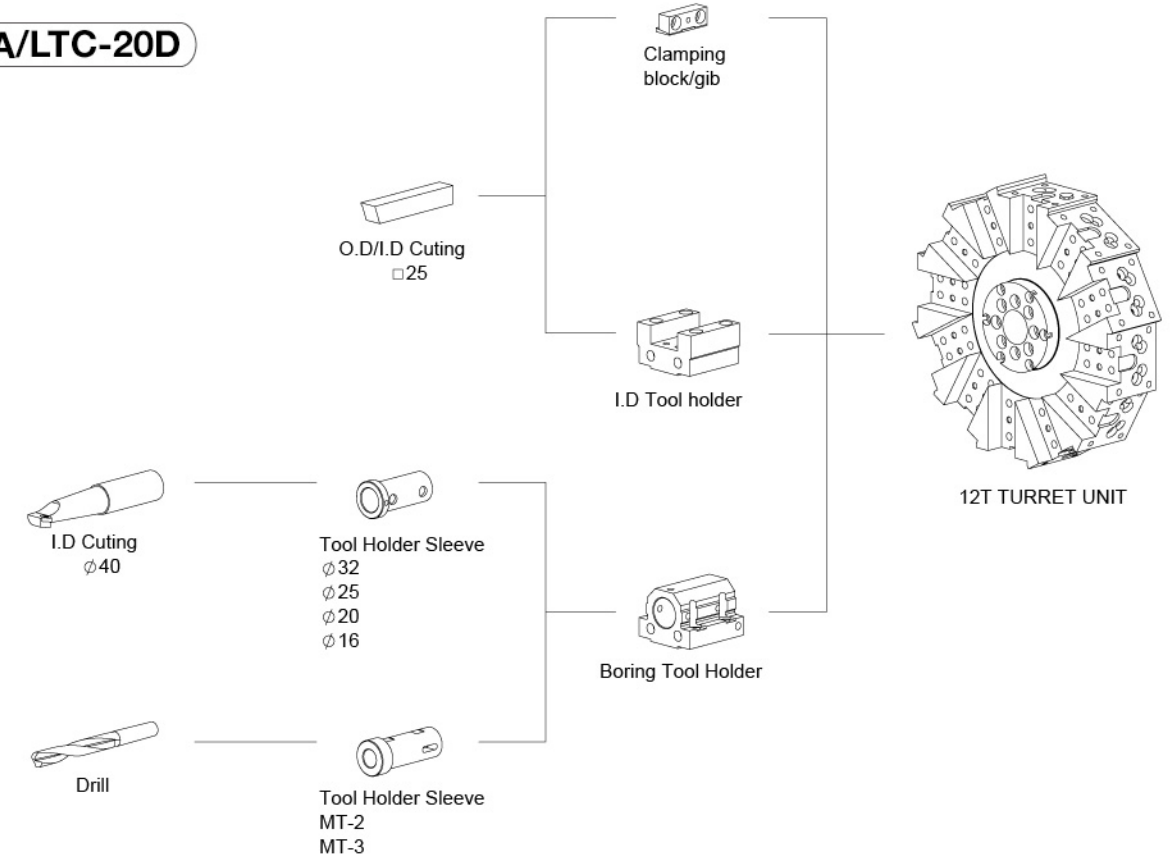 A/LTC-20D
Clamping
block/gib
O.D/I.D Cuting
□25
I.D Tool holder
12T TURRET UNIT
I.D Cuting
∅40
Tool Holder Sleeve
∅32
∅25
∅20
∅16
Boring Tool Holder
Drill
Tool Holder Sleeve
MT-2
MT-3